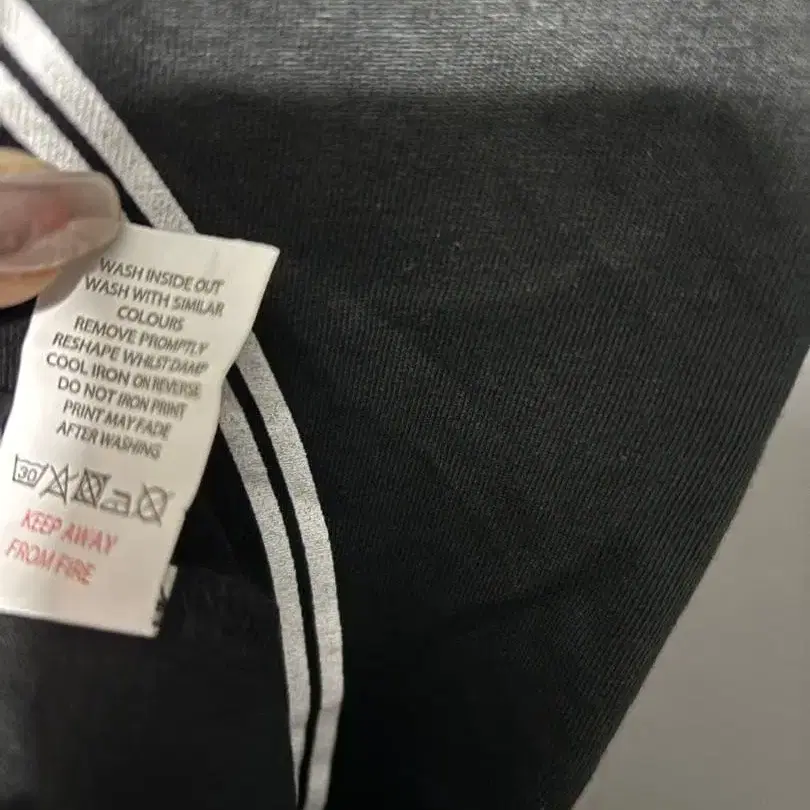 WASH INSIDE OUT
WASH WITH SIMILAR
COLOURS
REMOVE PROMPTLY
RESHAPE WHILST DAMP
COOL IRON ON REVERSE
DO NOT IRON PRINT
PRINT MAY FADE
AFTER WASHING
30
KEEP AWAY
FROM FIRE